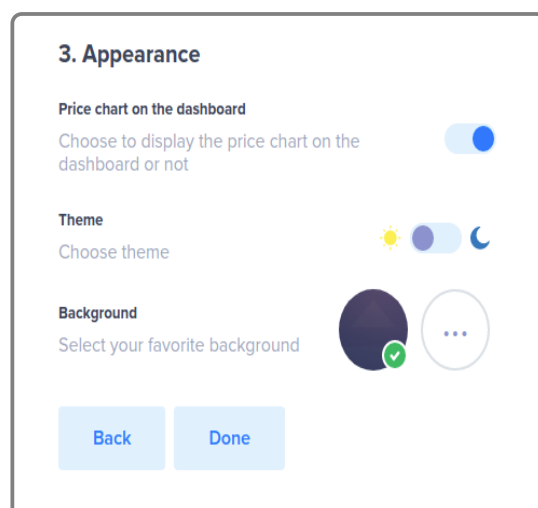 3. Appearance
Price chart on the dashboard
Choose to display the price chart on the
dashboard or not
Theme
Choose theme
Background
Select your favorite background
...
Back
Done